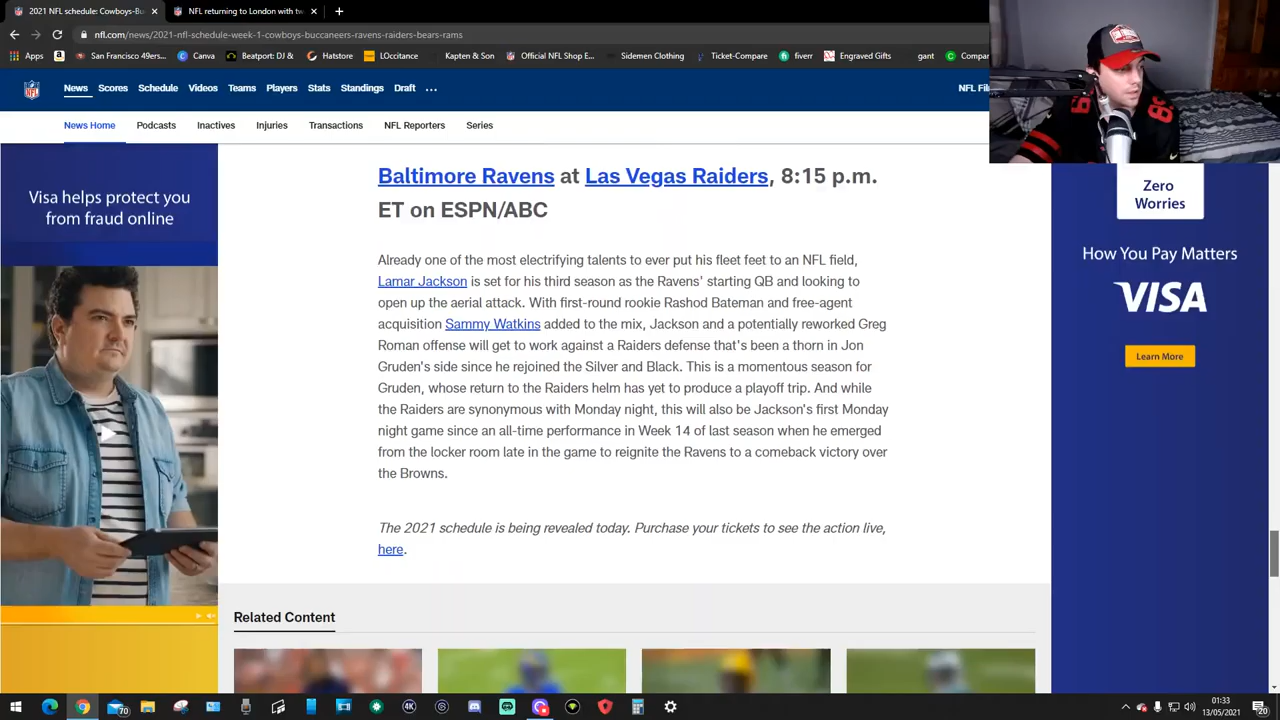 2021 NFL schedule: Cowboys-Bu
NFL returning to London with tw
nfl.com/news/2021-nfl-schedule-week-1-cowboys-buccaneers-ravens-raiders-bears-rams
Apps
San Francisco 49ers...
Canva
Beatport: DJ &
Hatstore
LOccitane
Kapten & Son
Official NFL Shop E...
Sidemen Clothing
Ticket-Compare
fiverr
Engraved Gifts
gant
Compa
News
Scores
Schedule
Videos
Teams
Players
Stats
Standings
Draft
...
NFL Fil
News Home
Podcasts
Inactives
Injuries
Transactions
NFL Reporters
Series
Visa helps protect you
from fraud online
Baltimore Ravens at Las Vegas Raiders, 8:15 p.m.
ET on ESPN/ABC
Already one of the most electrifying talents to ever put his fleet feet to an NFL field,
Lamar Jackson is set for his third season as the Ravens' starting QB and looking to
open up the aerial attack. With first-round rookie Rashod Bateman and free-agent
acquisition Sammy Watkins added to the mix, Jackson and a potentially reworked Greg
Roman offense will get to work against a Raiders defense that's been a thorn in Jon
Gruden's side since he rejoined the Silver and Black. This is a momentous season for
Gruden, whose return to the Raiders helm has yet to produce a playoff trip. And while
the Raiders are synonymous with Monday night, this will also be Jackson's first Monday
night game since an all-time performance in Week 14 of last season when he emerged
from the locker room late in the game to reignite the Ravens to a comeback victory over
the Browns.
The 2021 schedule is being revealed today. Purchase your tickets to see the action live,
here.
Related Content
Zero
Worries
How You Pay Matters
VISA
Learn More
70
01:33
13/05/2021
20